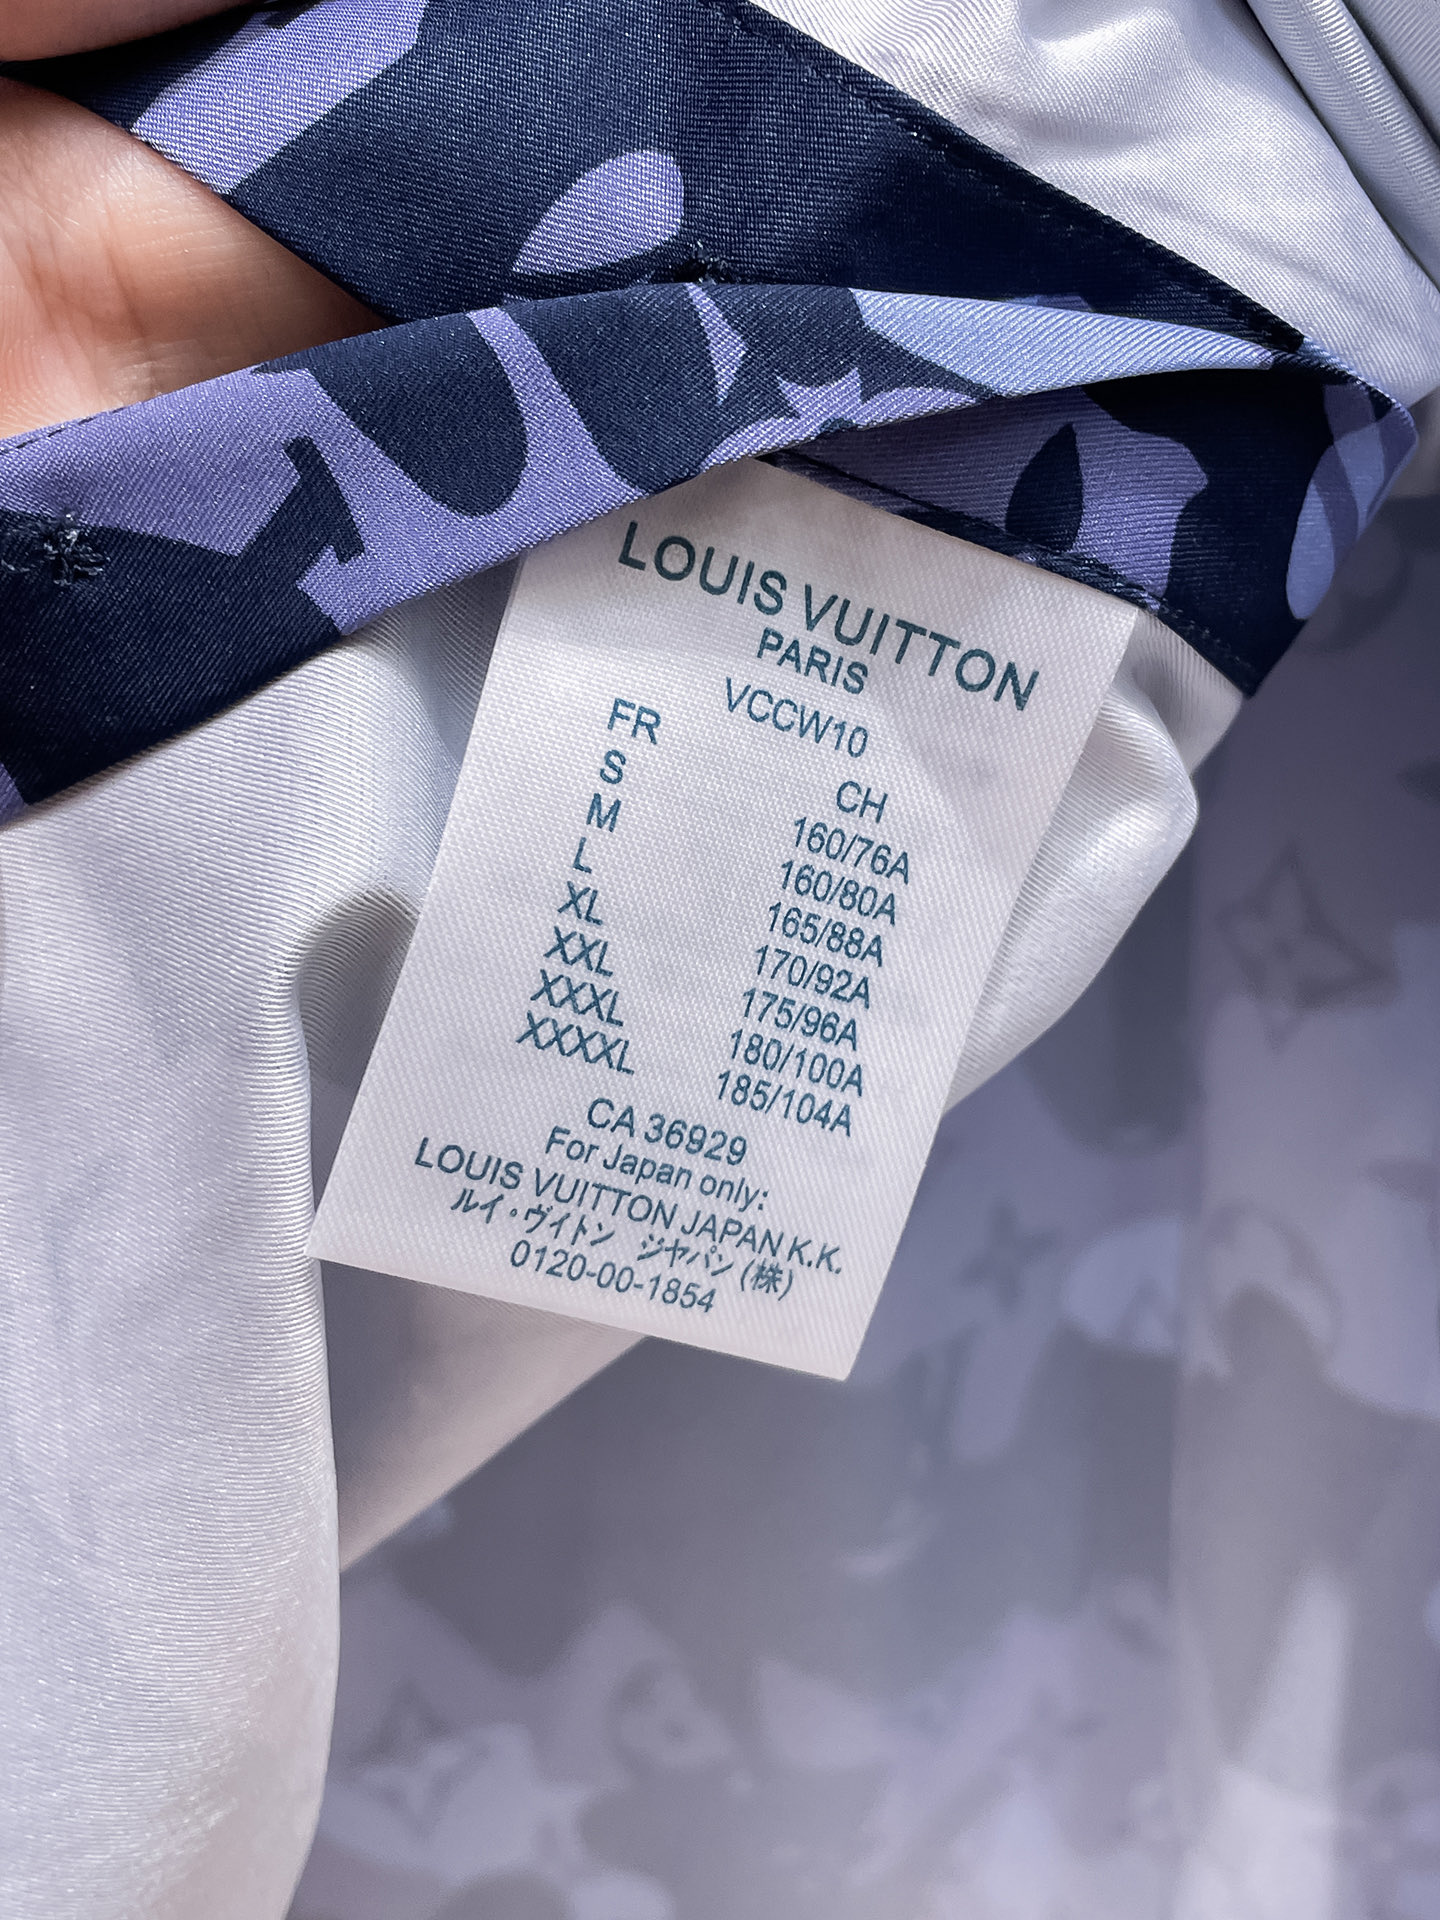 LOUIS VUITTON
PARIS
VCCW10
FR CH
S 160/76A
M 160/80A
L 165/88A
XL 170/92A
XXL 175/96A
XXXL 180/100A
XXXXL 185/104A
CA 36929
For Japan only:
LOUIS VUITTON JAPAN K.K.
ルイ・ヴイトン ジヤパン (株)
0120-00-1854